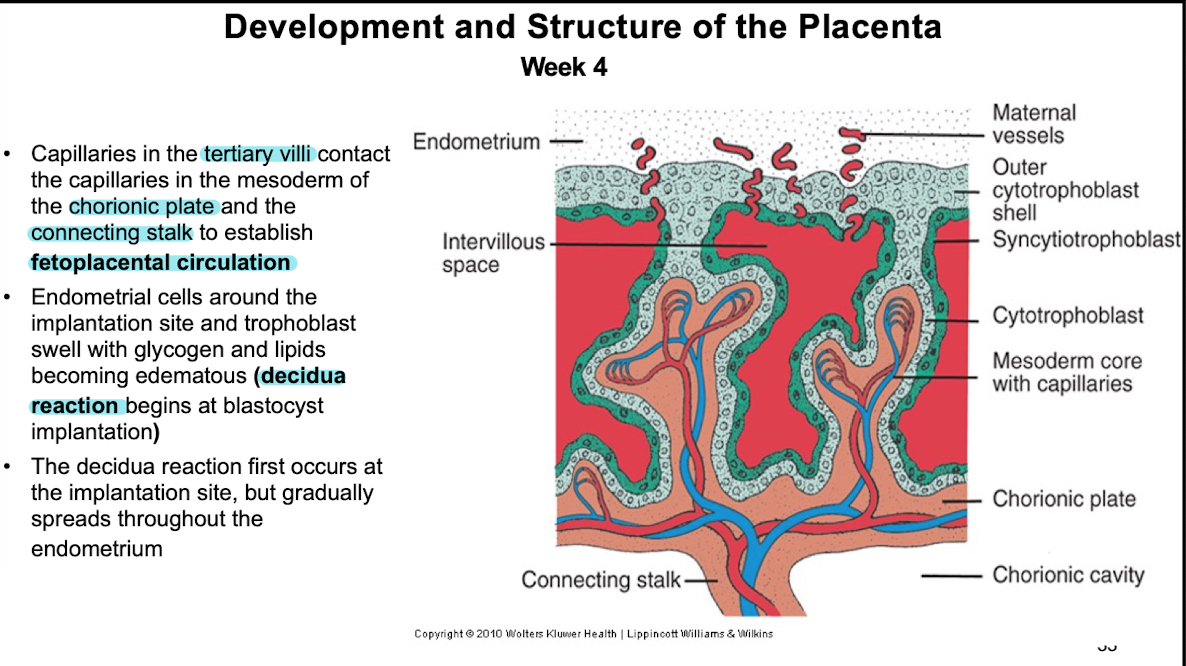 Development and Structure of the Placenta
Week 4
• Capillaries in the tertiary villi contact
the capillaries in the mesoderm of
the chorionic plate and the
connecting stalk to establish
fetoplacental circulation
• Endometrial cells around the
implantation site and trophoblast
swell with glycogen and lipids
becoming edematous (decidua
reaction begins at blastocyst
implantation)
• The decidua reaction first occurs at
the implantation site, but gradually
spreads throughout the
endometrium
Endometrium
Intervillous
space
Connecting stalk
Maternal
vessels
Outer
cytotrophoblast
shell
Syncytiotrophoblast
Cytotrophoblast
Mesoderm core
with capillaries
Chorionic plate
Chorionic cavity
Copyright © 2010 Wolters Kluwer Health | Lippincott Williams & Wilkins